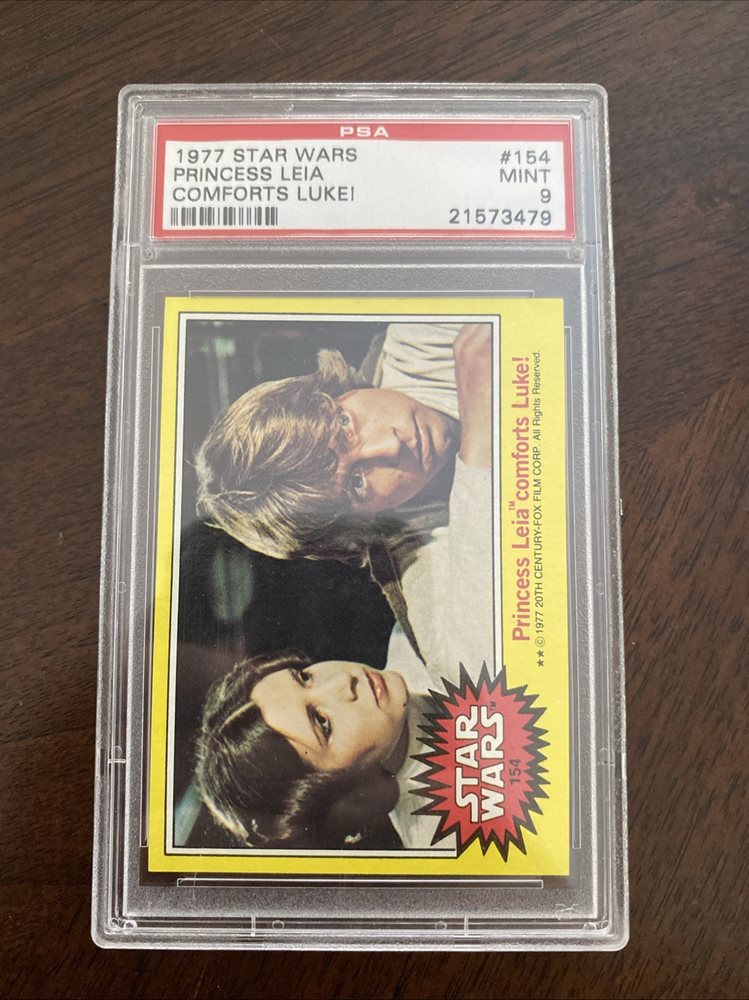 PSA
1977 STAR WARS #154
PRINCESS LEIA MINT
COMFORTS LUKE! 9
21573479
Princess Leia™ comforts Luke!
★★ © 1977 20TH CENTURY-FOX FILM CORP. All Rights Reserved.
STAR
WARS™
154